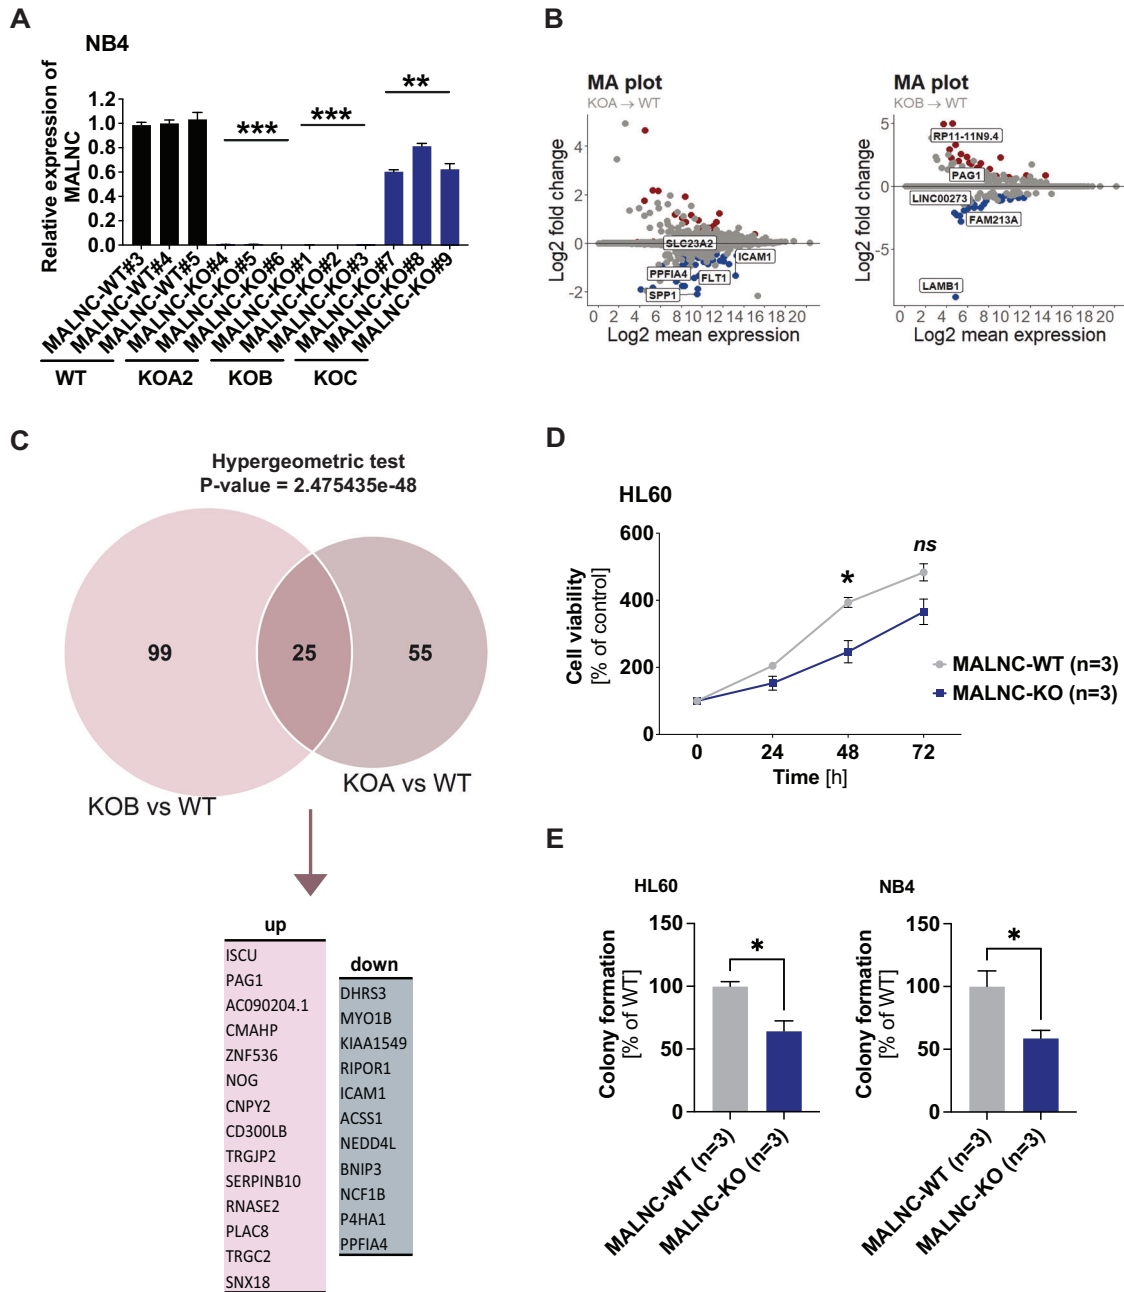 A
NB4
Relative expression of
MALNC
1.2
1.0
0.8
0.6
0.4
0.2
0.0
***
***
**
MALNC-WT#3
MALNC-WT#4
MALNC-WT#5
MALNC-KO#4
MALNC-KO#5
MALNC-KO#6
MALNC-KO#1
MALNC-KO#2
MALNC-KO#3
MALNC-KO#7
MALNC-KO#8
MALNC-KO#9
WT
KOA2
KOB
KOC
B
MA plot
KOA → WT
Log2 fold change
4
2
0
-2
SLC23A2
ICAM1
PPFIA4
FLT1
SPP1
0 2 4 6 8 10 12 14 16 18 20
Log2 mean expression
MA plot
KOB → WT
Log2 fold change
5
0
-5
RP11-11N9.4
PAG1
LINC00273
FAM213A
LAMB1
0 2 4 6 8 10 12 14 16 18 20
Log2 mean expression
C
Hypergeometric test
P-value = 2.475435e-48
99
25
55
KOB vs WT
KOA vs WT
up
ISCU
PAG1
AC090204.1
CMAHP
ZNF536
NOG
CNPY2
CD300LB
TRGJP2
SERPINB10
RNASE2
PLAC8
TRGC2
SNX18
down
DHRS3
MYO1B
KIAA1549
RIPOR1
ICAM1
ACSS1
NEDD4L
BNIP3
NCF1B
P4HA1
PPFIA4
D
HL60
Cell viability
[% of control]
600
400
200
0
*
ns
0 24 48 72
Time [h]
MALNC-WT (n=3)
MALNC-KO (n=3)
E
HL60
Colony formation
[% of WT]
150
100
50
0
*
MALNC-WT (n=3)
MALNC-KO (n=3)
NB4
Colony formation
[% of WT]
150
100
50
0
*
MALNC-WT (n=3)
MALNC-KO (n=3)